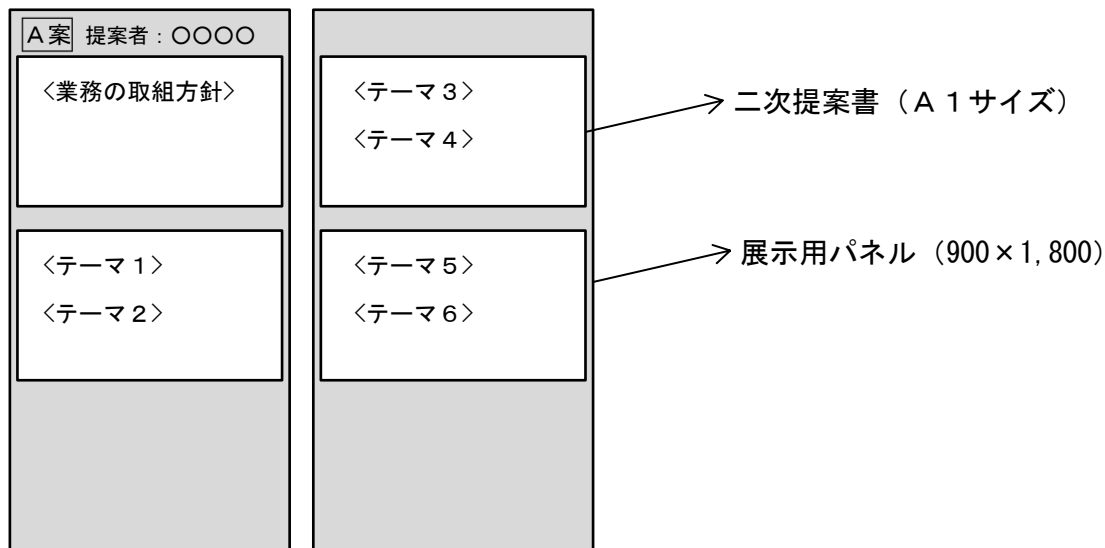 A案 提案者：〇〇〇〇
<業務の取組方針>
<テーマ１>
<テーマ２>
<テーマ３>
<テーマ４>
<テーマ５>
<テーマ６>
二次提案書（Ａ１サイズ）
展示用パネル（900×1,800）